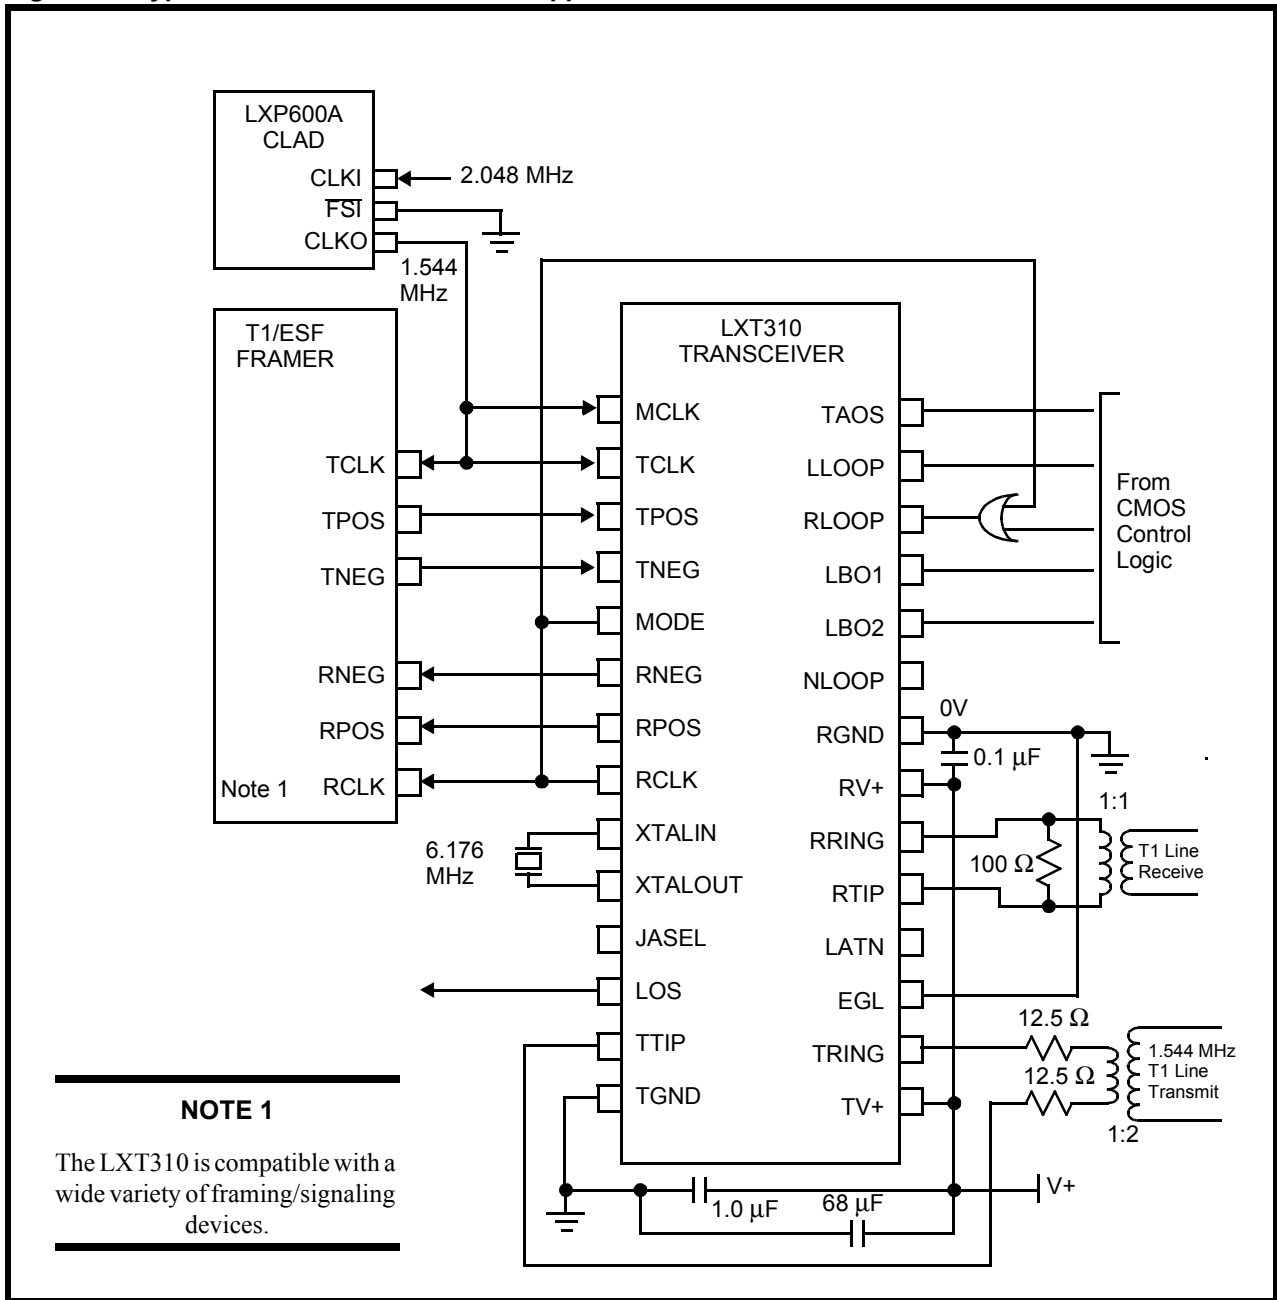 LXP600A
CLAD
CLKI
2.048 MHz
FSI
CLKO
1.544
MHz
T1/ESF
FRAMER
TCLK
TPOS
TNEG
RNEG
RPOS
Note 1
RCLK
LXT310
TRANSCEIVER
MCLK
TCLK
TPOS
TNEG
MODE
RNEG
RPOS
RCLK
XTALIN
XTALOUT
JASEL
LOS
TTIP
TGND
TAOS
LLOOP
RLOOP
LBO1
LBO2
NLOOP
RGND
RV+
RRING
RTIP
LATN
EGL
TRING
TV+
From
CMOS
Control
Logic
0V
0.1 µF
1:1
100 Ω
T1 Line
Receive
6.176
MHz
12.5 Ω
12.5 Ω
1.544 MHz
T1 Line
Transmit
1:2
V+
1.0 µF
68 µF
NOTE 1
The LXT310 is compatible with a
wide variety of framing/signaling
devices.